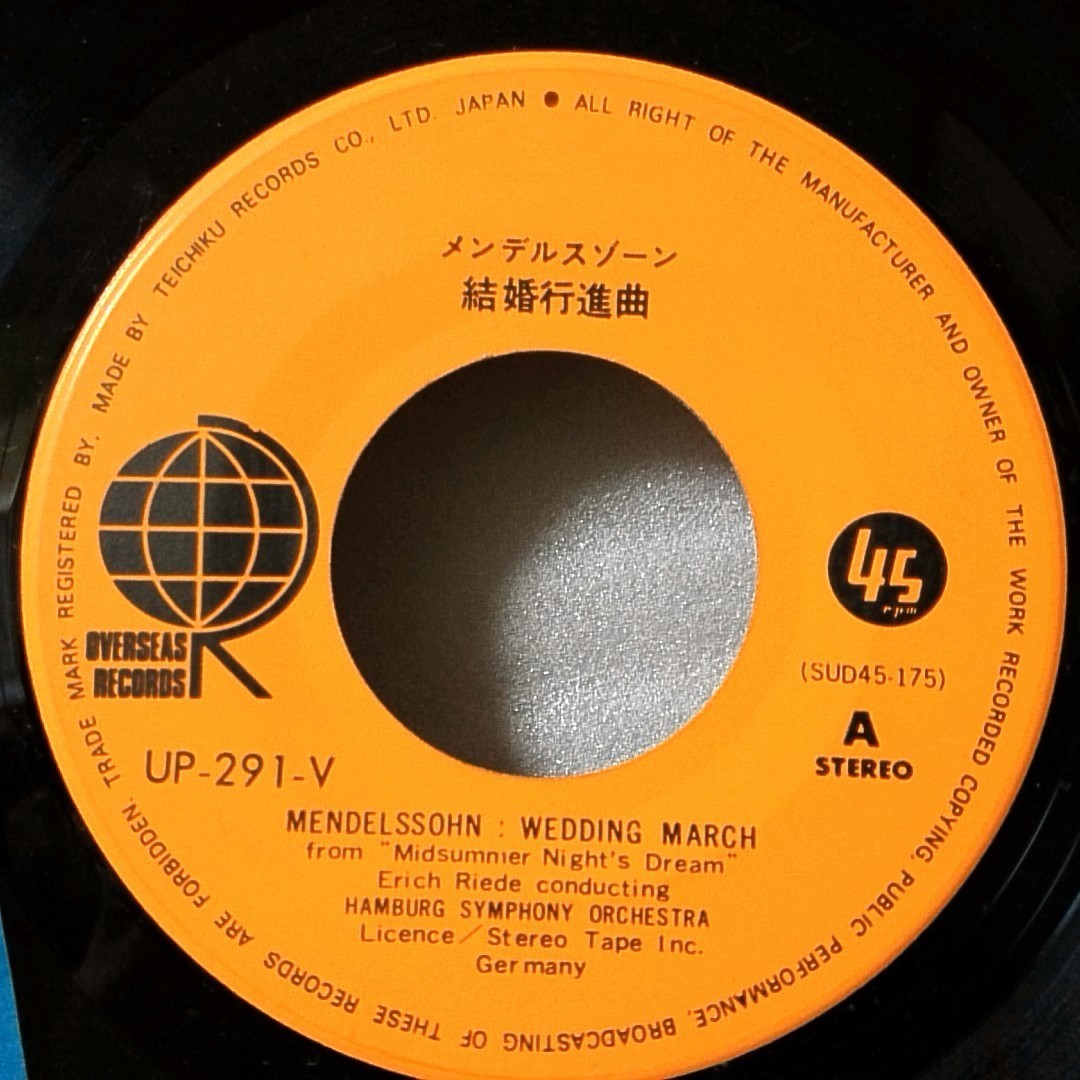 TRADE MARK REGISTERED BY. MADE BY TEICHIKU RECORDS CO., LTD. JAPAN ● ALL RIGHT OF THE MANUFACTURER AND OWNER OF THE WORK RECORDED COPYING, PUBLIC PERFORMANCE, BROADCASTING OF THESE RECORDS ARE FORBIDDEN.
メンデルスゾーン
結婚行進曲
OVERSEAS
RECORDS
R
45
rpm
(SUD45-175)
A
STEREO
UP-291-V
MENDELSSOHN : WEDDING MARCH
from "Midsummer Night's Dream"
Erich Riede conducting
HAMBURG SYMPHONY ORCHESTRA
Licence／Stereo Tape Inc.
Germany